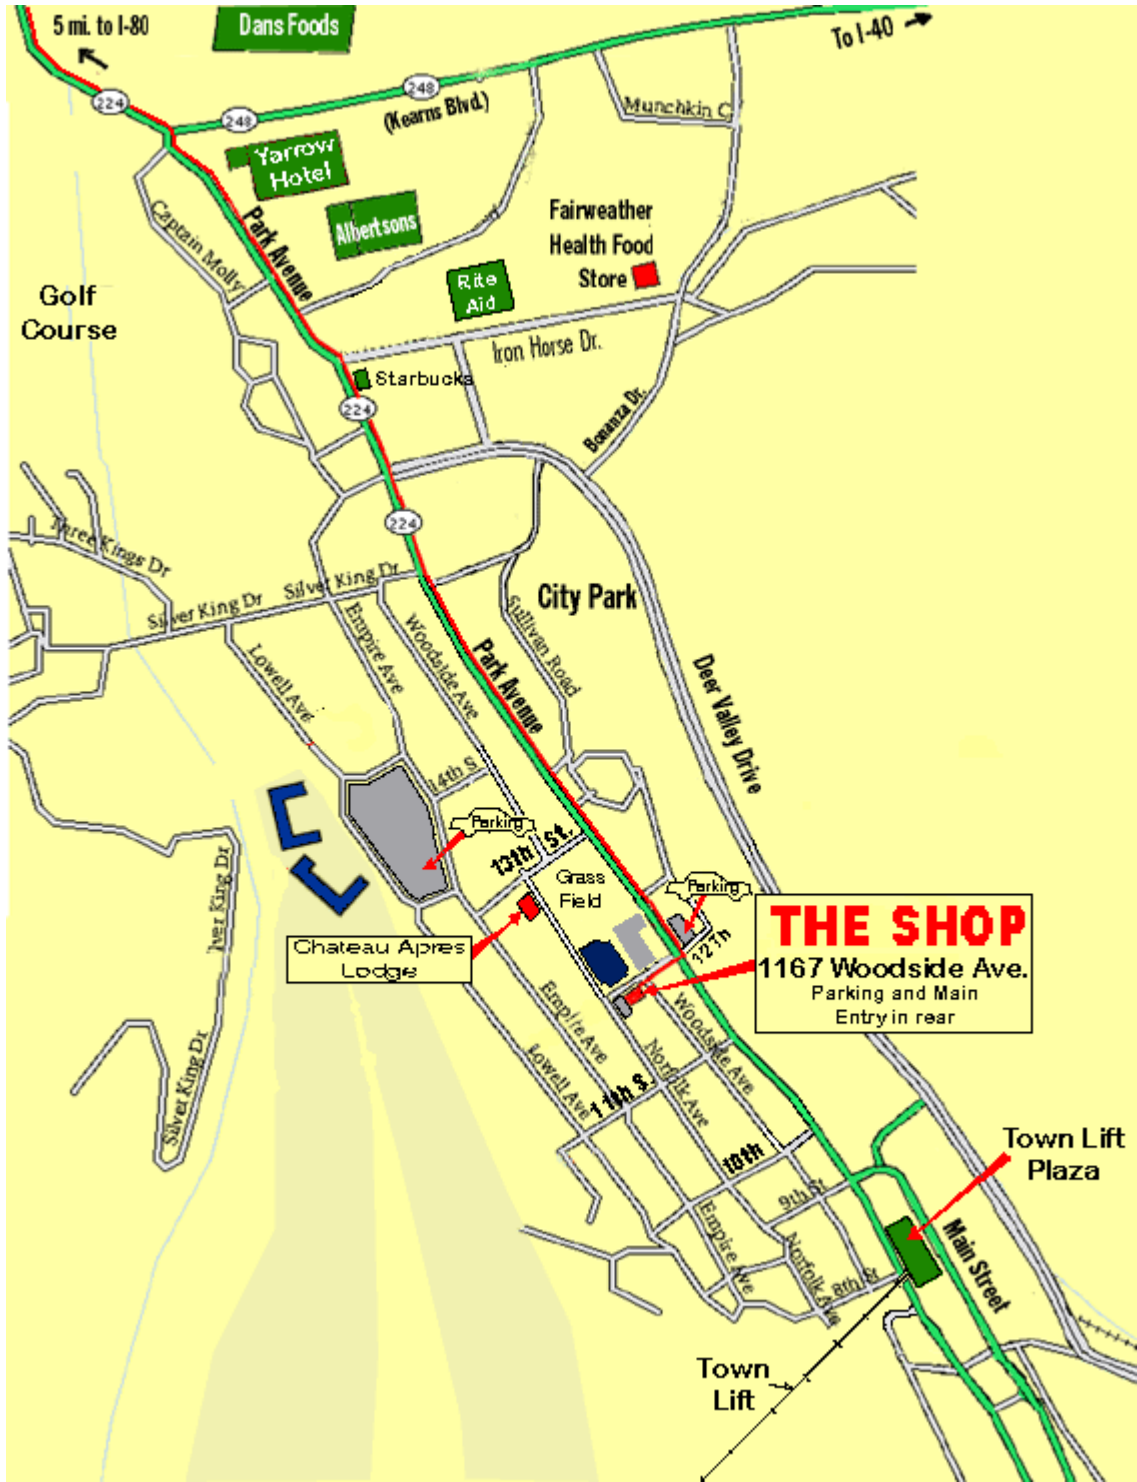 5 mi. to I-80
Dans Foods
To I-40
224
248
248
(Kearns Blvd.)
Munchkin C
Yarrow
Hotel
Captain Molly
Park Avenue
Albertsons
Fairweather
Health Food
Store
Rite
Aid
Golf
Course
Iron Horse Dr.
Starbucks
224
Bonanza Dr.
224
Three Kings Dr
Silver King Dr
Silver King Dr
City Park
Empire Ave
Woodside Ave
Sullivan Road
Lowell Ave
Park Avenue
Deer Valley Drive
14th S
Parking
13th St.
Grass
Field
Parking
THE SHOP
1167 Woodside Ave.
Parking and Main
Entry in rear
12Th
Chateau Apres
Lodge
lver King Dr
Silver King Dr
Empire Ave
Lowell Ave
Norfolk Ave
Woodside Ave
11th S.
10th
Town Lift
Plaza
9th St
Empire Ave
Norfolk Ave
8th St
Main Street
Town
Lift